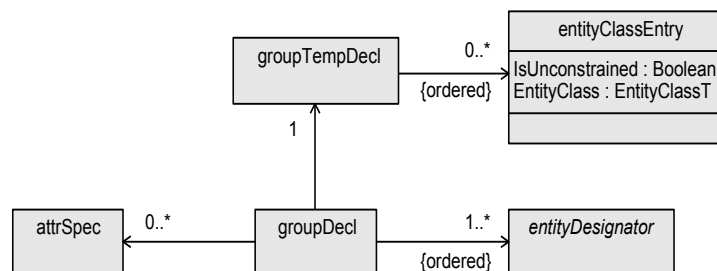 entityClassEntry
groupTempDecl
0..*
{ordered}
IsUnconstrained : Boolean
EntityClass : EntityClassT
1
attrSpec
0..*
groupDecl
1..*
{ordered}
entityDesignator